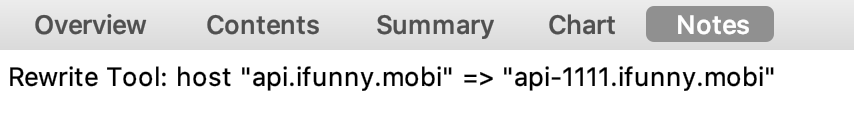 Overview Contents Summary Chart Notes
Rewrite Tool: host "api.ifunny.mobi" => "api-1111.ifunny.mobi"